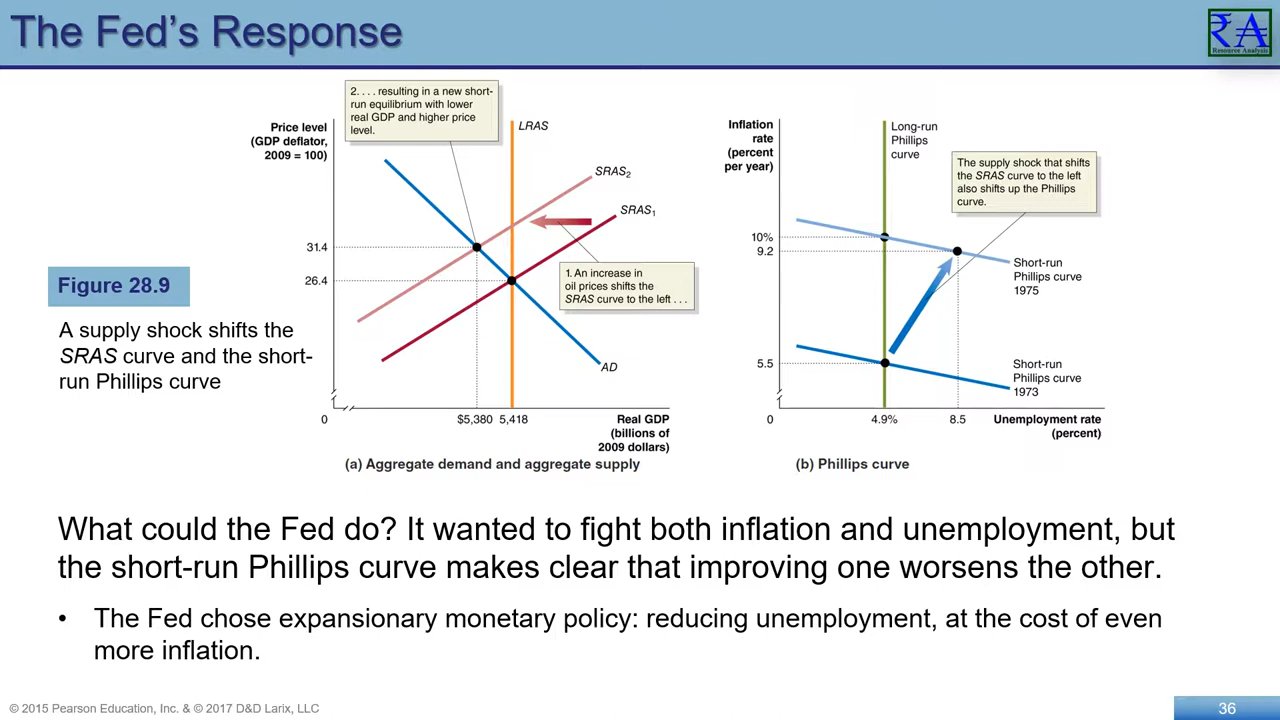 The Fed's Response
₹A
Resource Analysis
2. . . . resulting in a new short-
run equilibrium with lower
real GDP and higher price
level.
Price level
(GDP deflator,
2009 = 100)
LRAS
SRAS2
SRAS1
31.4
26.4
1. An increase in
oil prices shifts the
SRAS curve to the left . . .
AD
0
$5,380
5,418
Real GDP
(billions of
2009 dollars)
(a) Aggregate demand and aggregate supply
Inflation
rate
(percent
per year)
Long-run
Phillips
curve
The supply shock that shifts
the SRAS curve to the left
also shifts up the Phillips
curve.
10%
9.2
Short-run
Phillips curve
1975
5.5
Short-run
Phillips curve
1973
0
4.9%
8.5
Unemployment rate
(percent)
(b) Phillips curve
Figure 28.9
A supply shock shifts the
SRAS curve and the short-
run Phillips curve
What could the Fed do? It wanted to fight both inflation and unemployment, but
the short-run Phillips curve makes clear that improving one worsens the other.
• The Fed chose expansionary monetary policy: reducing unemployment, at the cost of even
more inflation.
© 2015 Pearson Education, Inc. & © 2017 D&D Larix, LLC
36